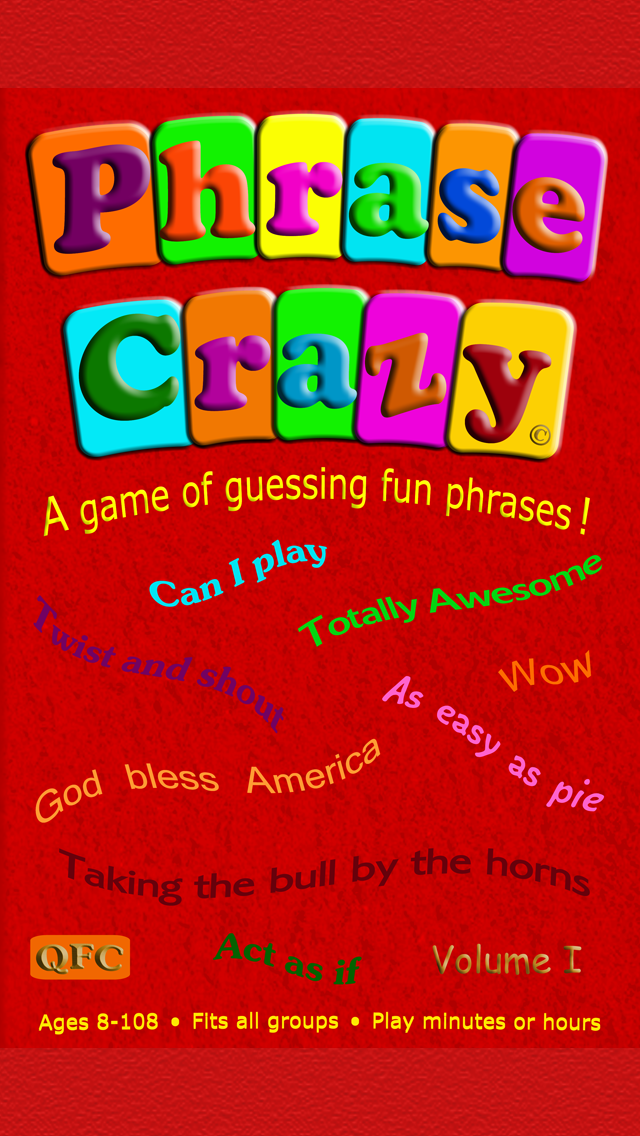 Phrase
Crazy
©
A game of guessing fun phrases!
Can I play
Totally Awesome
Twist and shout
Wow
As easy as pie
God bless America
Taking the bull by the horns
QFC
Act as if
Volume I
Ages 8-108 • Fits all groups • Play minutes or hours